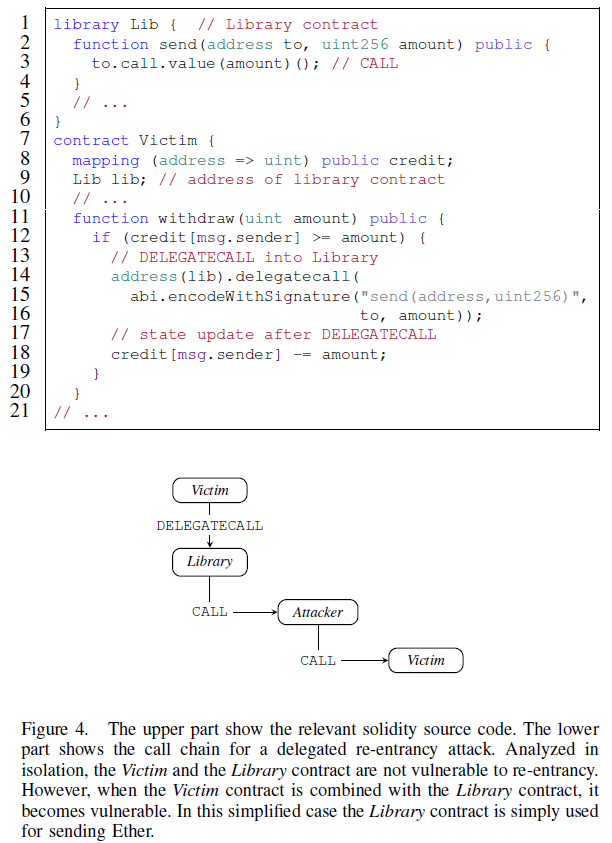 1 library Lib {  // Library contract
2   function send(address to, uint256 amount) public {
3     to.call.value(amount)(); // CALL
4   }
5   // ...
6 }
7 contract Victim {
8   mapping (address => uint) public credit;
9   Lib lib; // address of library contract
10   // ...
11   function withdraw(uint amount) public {
12     if (credit[msg.sender] >= amount) {
13       // DELEGATECALL into Library
14       address(lib).delegatecall(
15         abi.encodeWithSignature("send(address,uint256)",
16                                 to, amount));
17       // state update after DELEGATECALL
18       credit[msg.sender] -= amount;
19     }
20   }
21 // ...
Victim
DELEGATECALL
Library
CALL
Attacker
CALL
Victim
Figure 4. The upper part show the relevant solidity source code. The lower
part shows the call chain for a delegated re-entrancy attack. Analyzed in
isolation, the Victim and the Library contract are not vulnerable to re-entrancy.
However, when the Victim contract is combined with the Library contract, it
becomes vulnerable. In this simplified case the Library contract is simply used
for sending Ether.